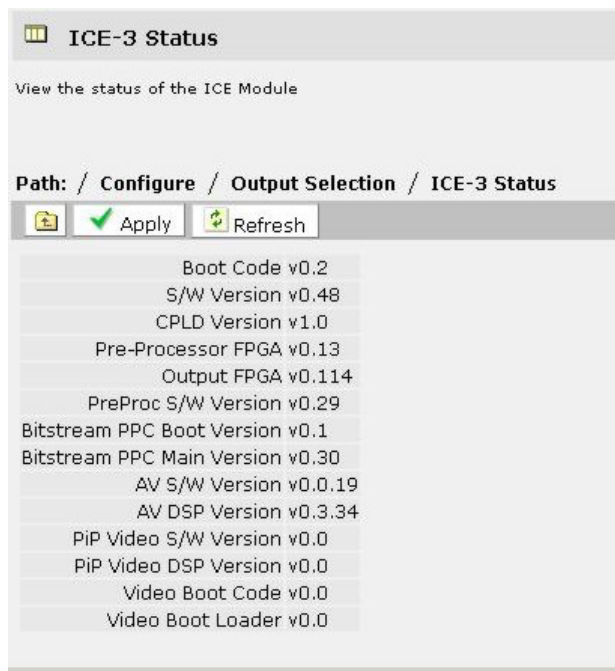 ICE-3 Status
View the status of the ICE Module
Path: / Configure / Output Selection / ICE-3 Status
Apply Refresh
Boot Code v0.2
S/W Version v0.48
CPLD Version v1.0
Pre-Processor FPGA v0.13
Output FPGA v0.114
PreProc S/W Version v0.29
Bitstream PPC Boot Version v0.1
Bitstream PPC Main Version v0.30
AV S/W Version v0.0.19
AV DSP Version v0.3.34
PiP Video S/W Version v0.0
PiP Video DSP Version v0.0
Video Boot Code v0.0
Video Boot Loader v0.0